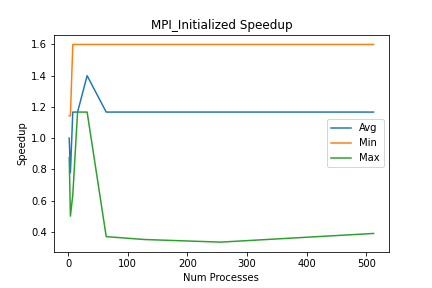 MPI_Initialized Speedup
1.6
1.4
1.2
1.0
0.8
0.6
0.4
Speedup
Avg
Min
Max
0 100 200 300 400 500
Num Processes